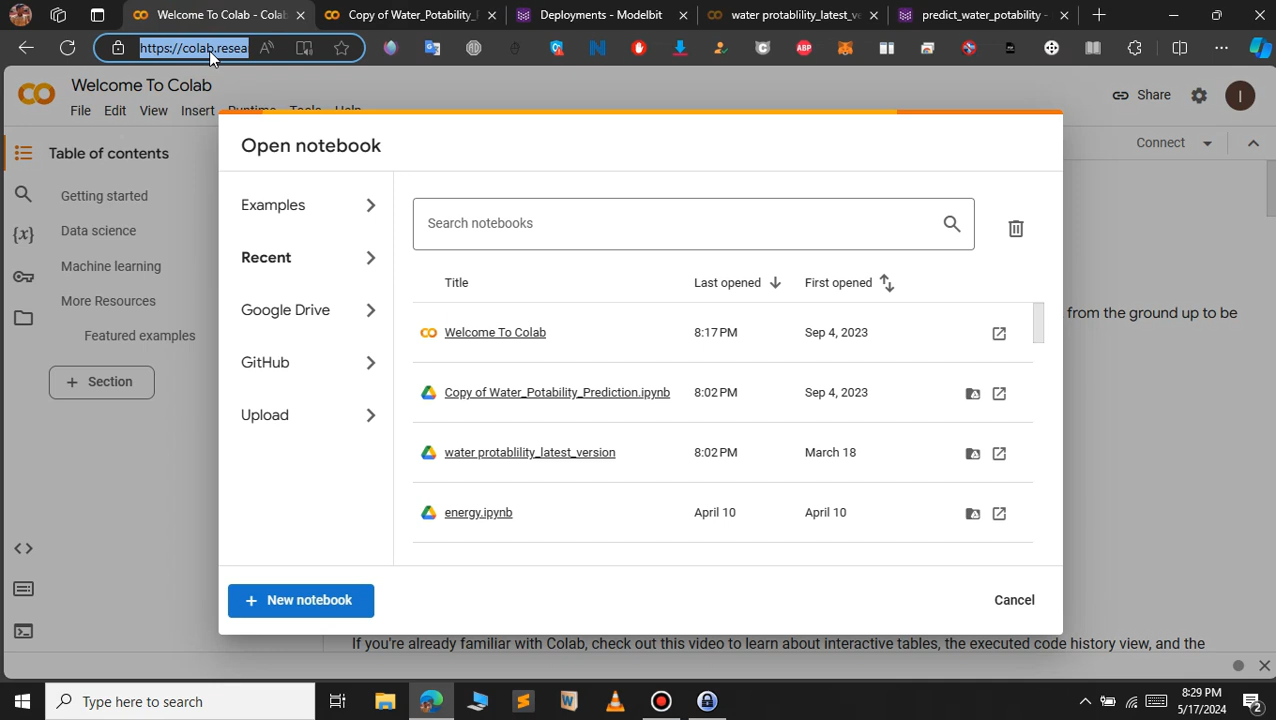 Welcome To Colab - Colab
Copy of Water_Potability_
Deployments - Modelbit
water protablility_latest_ve
predict_water_potability -
https://colab.resea
Welcome To Colab
File Edit View Insert Runtime Tools Help
Share
I
Table of contents
Connect
Getting started
Data science
Machine learning
More Resources
Featured examples
+ Section
Open notebook
Examples
Recent
Google Drive
GitHub
Upload
Search notebooks
Title Last opened First opened
Welcome To Colab 8:17 PM Sep 4, 2023
Copy of Water_Potability_Prediction.ipynb 8:02 PM Sep 4, 2023
water protablility_latest_version 8:02 PM March 18
energy.ipynb April 10 April 10
from the ground up to be
+ New notebook
Cancel
If you're already familiar with Colab, check out this video to learn about interactive tables, the executed code history view, and the
Type here to search
8:29 PM
5/17/2024
2